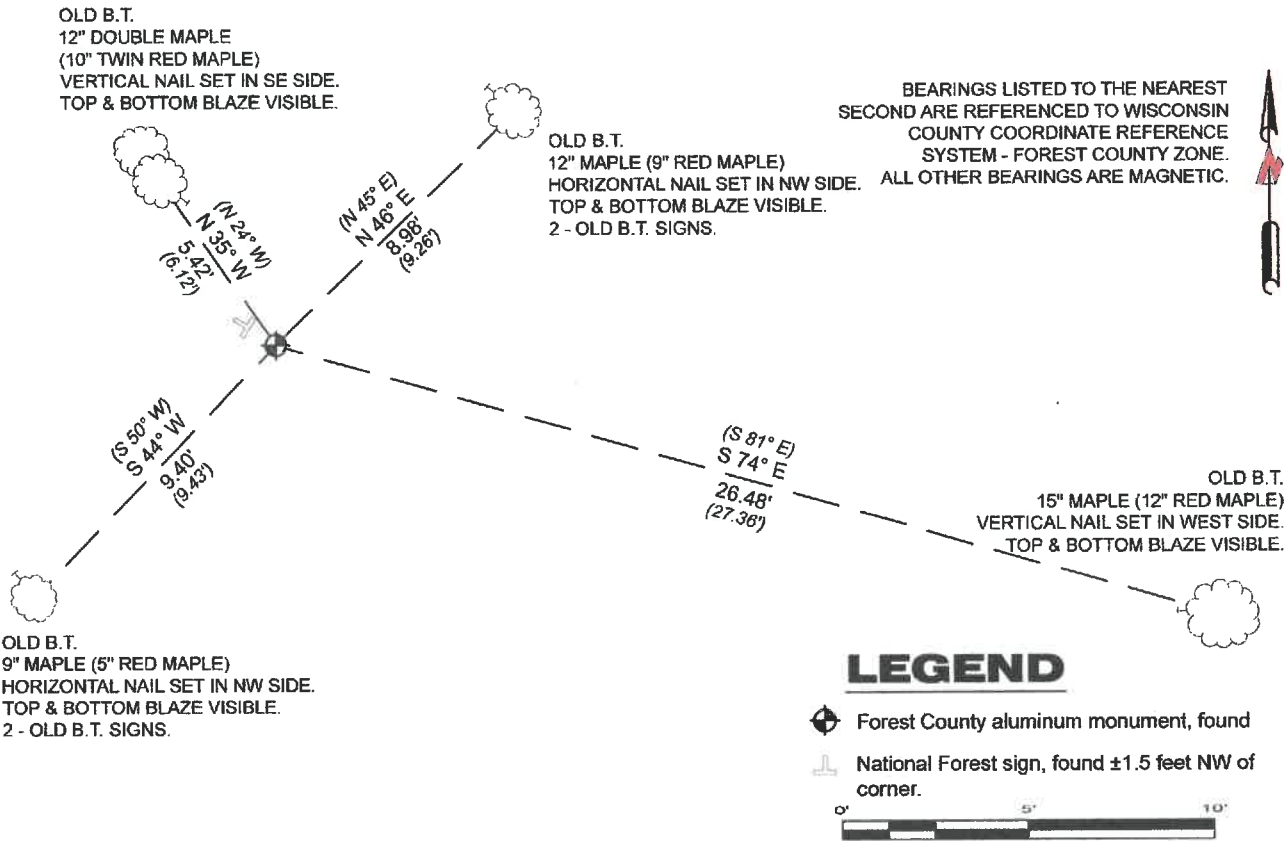 OLD B.T.
12" DOUBLE MAPLE
(10" TWIN RED MAPLE)
VERTICAL NAIL SET IN SE SIDE.
TOP & BOTTOM BLAZE VISIBLE.
OLD B.T.
12" MAPLE (9" RED MAPLE)
HORIZONTAL NAIL SET IN NW SIDE.
TOP & BOTTOM BLAZE VISIBLE.
2 - OLD B.T. SIGNS.
BEARINGS LISTED TO THE NEAREST
SECOND ARE REFERENCED TO WISCONSIN
COUNTY COORDINATE REFERENCE
SYSTEM - FOREST COUNTY ZONE.
ALL OTHER BEARINGS ARE MAGNETIC.
(N 24° W)
N 35° W
5.42'
(6.12')
(N 45° E)
N 46° E
8.98'
(9.26')
(S 50° W)
S 44° W
9.40'
(9.43')
(S 81° E)
S 74° E
26.48'
(27.36')
OLD B.T.
15" MAPLE (12" RED MAPLE)
VERTICAL NAIL SET IN WEST SIDE.
TOP & BOTTOM BLAZE VISIBLE.
OLD B.T.
9" MAPLE (5" RED MAPLE)
HORIZONTAL NAIL SET IN NW SIDE.
TOP & BOTTOM BLAZE VISIBLE.
2 - OLD B.T. SIGNS.
LEGEND
Forest County aluminum monument, found
National Forest sign, found ±1.5 feet NW of
corner.
0' 5' 10'